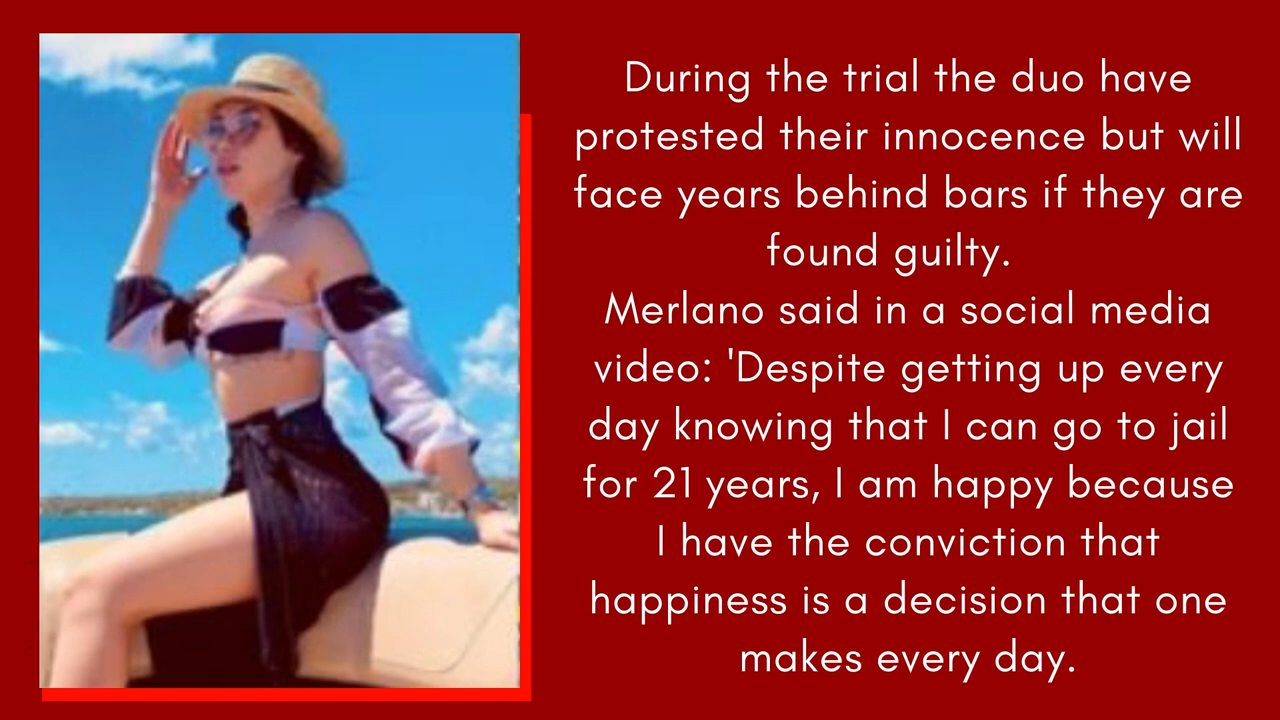 During the trial the duo have
protested their innocence but will
face years behind bars if they are
found guilty.
Merlano said in a social media
video: 'Despite getting up every
day knowing that I can go to jail
for 21 years, I am happy because
I have the conviction that
happiness is a decision that one
makes every day.